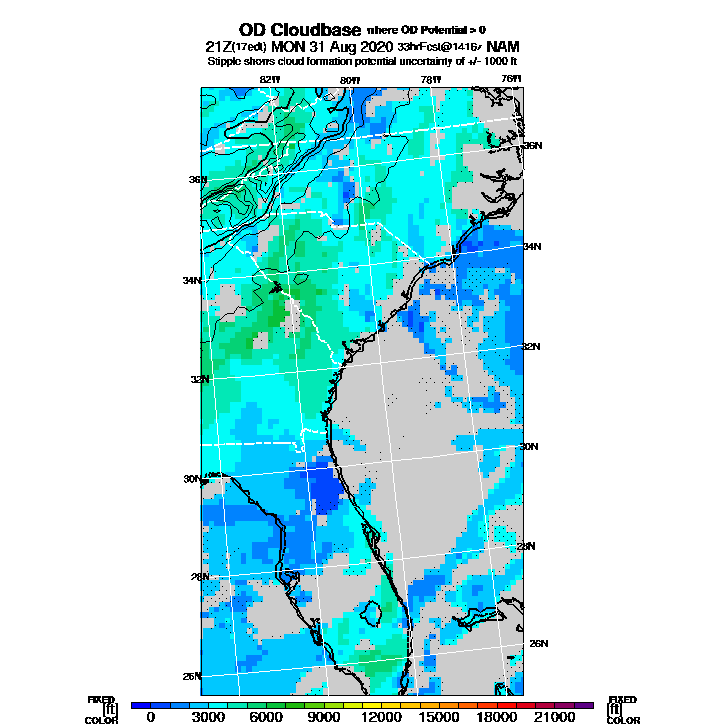 OD Cloudbase where OD Potential > 0
21Z(17edt) MON 31 Aug 2020 33hrFcst@1416z NAM
Stipple shows cloud formation potential uncertainty of +/- 1000 ft
82W 80W 78W 76W
36N
36N
34N
34N
32N
32N
30N
30N
28N
28N
26N
26N
FIXED FIXED
[ft] [ft]
COLOR COLOR
0 3000 6000 9000 12000 15000 18000 21000